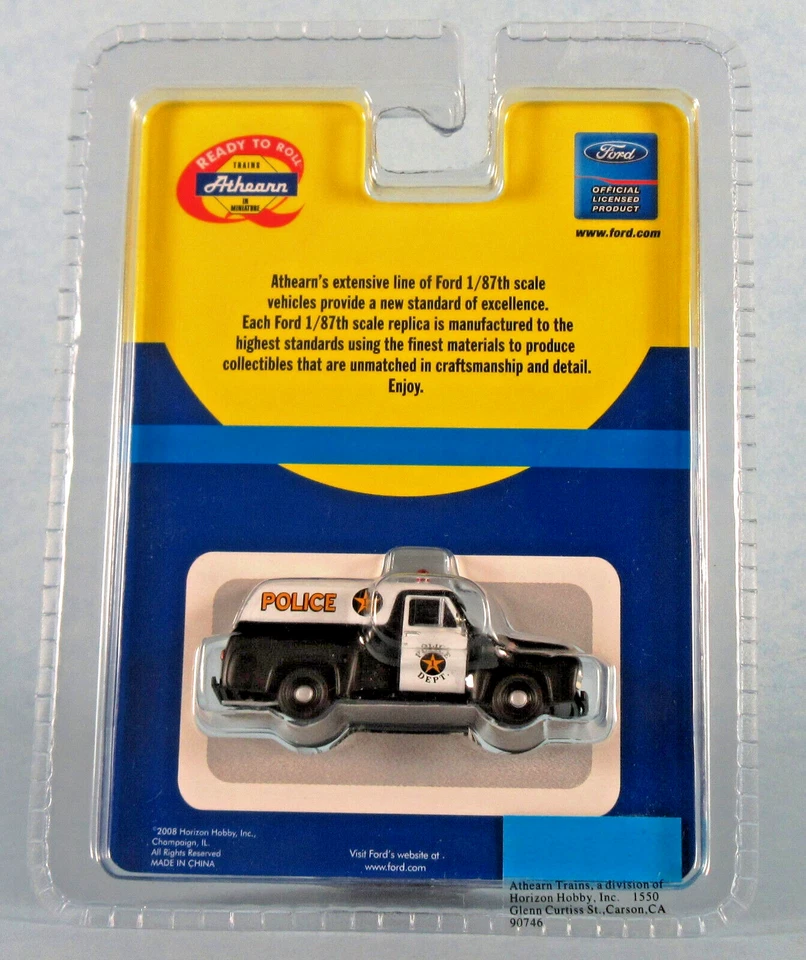 READY TO ROLL
TRAINS
Athearn
IN
MINIATURE
Ford
OFFICIAL
LICENSED
PRODUCT
www.ford.com
Athearn's extensive line of Ford 1/87th scale
vehicles provide a new standard of excellence.
Each Ford 1/87th scale replica is manufactured to the
highest standards using the finest materials to produce
collectibles that are unmatched in craftsmanship and detail.
Enjoy.
POLICE
POLICE
DEPT.
©2008 Horizon Hobby, Inc.,
Champaign, IL.
All Rights Reserved
MADE IN CHINA
Visit Ford's website at
www.ford.com
Athearn Trains, a division of
Horizon Hobby, Inc. 1550
Glenn Curtiss St.,Carson,CA
90746